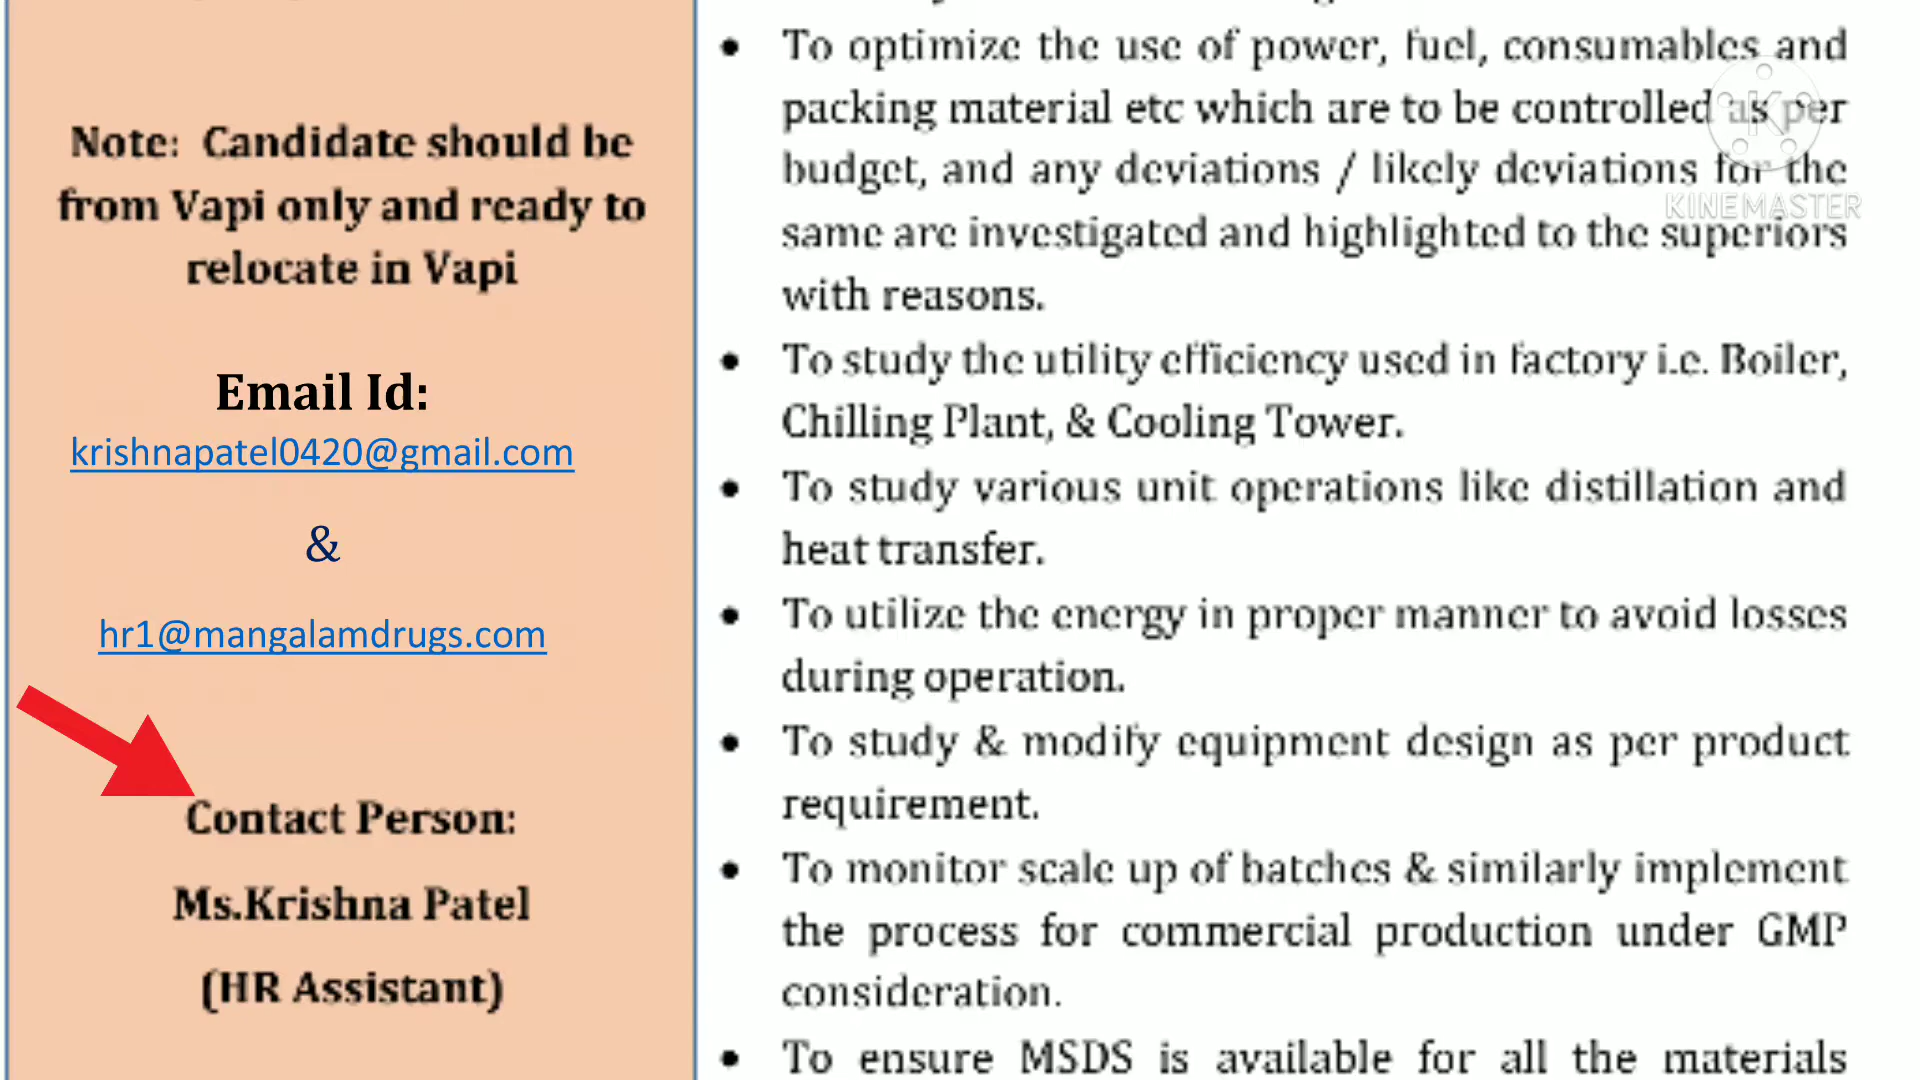 Note: Candidate should be
from Vapi only and ready to
relocate in Vapi
Email Id:
krishnapatel0420@gmail.com
&
hr1@mangalamdrugs.com
Contact Person:
Ms.Krishna Patel
(HR Assistant)
• To optimize the use of power, fuel, consumables and
packing material etc which are to be controlled as per
budget, and any deviations / likely deviations for the
same are investigated and highlighted to the superiors
with reasons.
• To study the utility efficiency used in factory i.e. Boiler,
Chilling Plant, & Cooling Tower.
• To study various unit operations like distillation and
heat transfer.
• To utilize the energy in proper manner to avoid losses
during operation.
• To study & modify equipment design as per product
requirement.
• To monitor scale up of batches & similarly implement
the process for commercial production under GMP
consideration.
• To ensure MSDS is available for all the materials
K
KINEMASTER